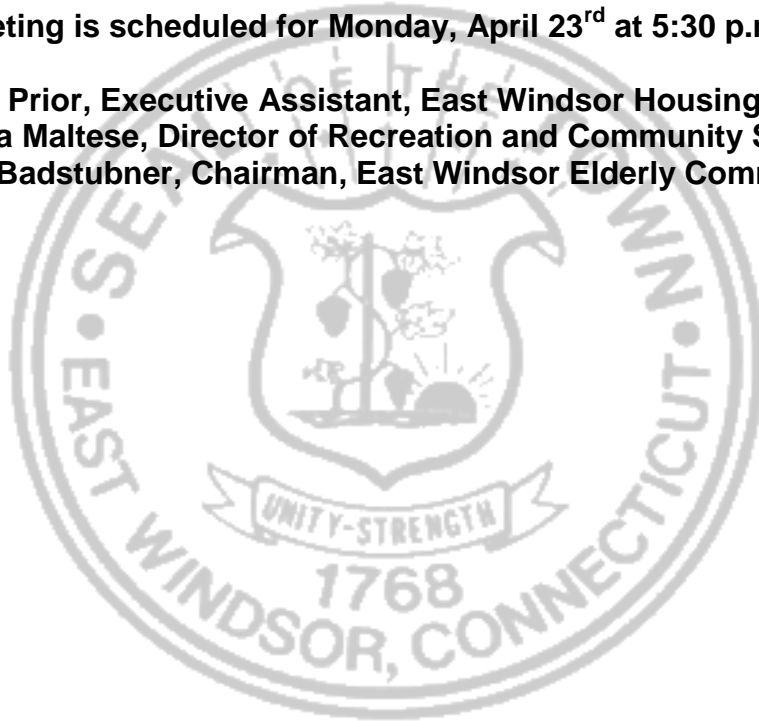 eting is scheduled for Monday, April 23rd at 5:30 p.
Prior, Executive Assistant, East Windsor Housing
a Maltese, Director of Recreation and Community
Badstubner, Chairman, East Windsor Elderly
SEAL OF THE TOWN
EAST WINDSOR, CONNECTICUT
UNITY-STRENGTH
1768